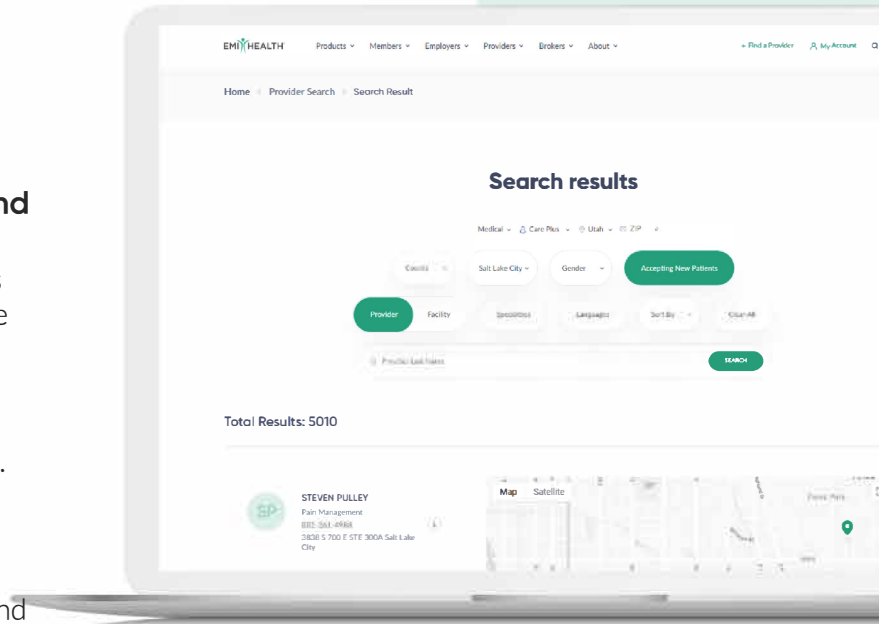 nd
s
e
.
nd
EMI HEALTH Products Members Employers Providers Brokers About + Find a Provider My Account
Home Provider Search Search Result
Search results
Medical Care Plus Utah ZIP
County Salt Lake City Gender Accepting New Patients
Provider Facility Specialties Languages Sort By Clear All
Provider Last Name SEARCH
Total Results: 5010
SP STEVEN PULLEY
Pain Management
3838 S 700 E STE 300A Salt Lake
City
Map Satellite